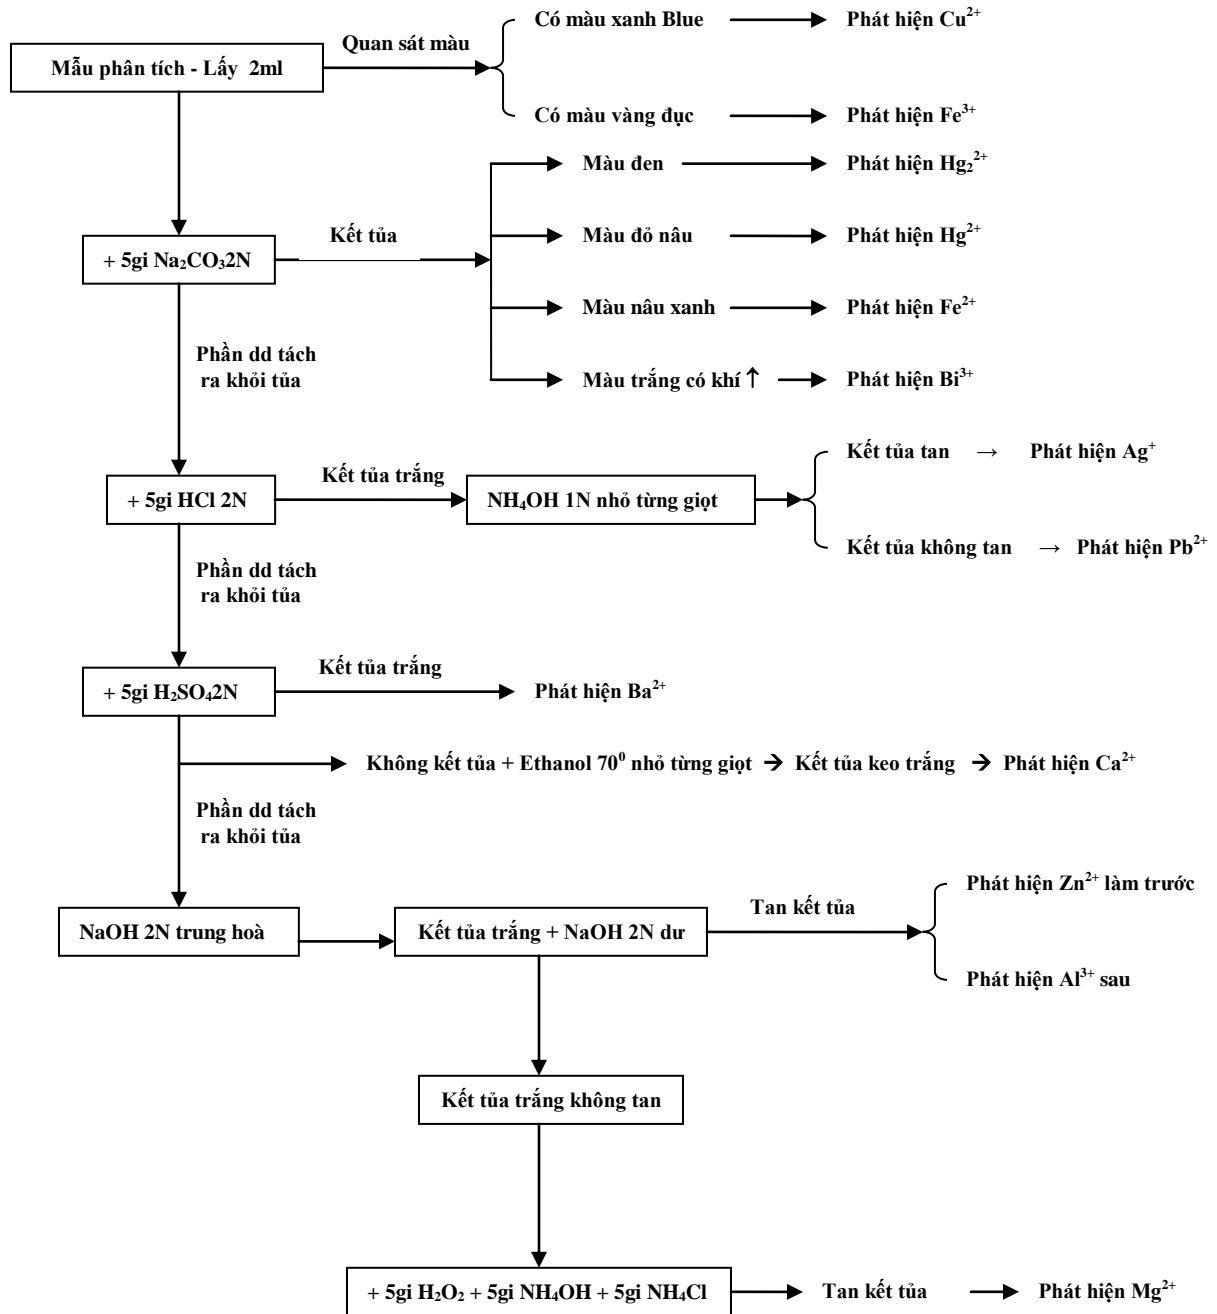 Có màu xanh Blue
Phát hiện Cu²⁺
Quan sát màu
Mẫu phân tích - Lấy 2ml
Có màu vàng đục
Phát hiện Fe³⁺
Màu đen
Phát hiện Hg₂²⁺
Kết tủa
Màu đỏ nâu
Phát hiện Hg²⁺
+ 5gi Na₂CO₃2N
Màu nâu xanh
Phát hiện Fe²⁺
Phần dd tách
ra khỏi tủa
Màu trắng có khí ↑
Phát hiện Bi³⁺
Kết tủa tan → Phát hiện Ag⁺
Kết tủa trắng
+ 5gi HCl 2N
NH₄OH 1N nhỏ từng giọt
Kết tủa không tan → Phát hiện Pb²⁺
Phần dd tách
ra khỏi tủa
Kết tủa trắng
+ 5gi H₂SO₄2N
Phát hiện Ba²⁺
Không kết tủa + Ethanol 70⁰ nhỏ từng giọt → Kết tủa keo trắng → Phát hiện Ca²⁺
Phần dd tách
ra khỏi tủa
Phát hiện Zn²⁺ làm trước
Tan kết tủa
NaOH 2N trung hoà
Kết tủa trắng + NaOH 2N dư
Phát hiện Al³⁺ sau
Kết tủa trắng không tan
+ 5gi H₂O₂ + 5gi NH₄OH + 5gi NH₄Cl
Tan kết tủa
Phát hiện Mg²⁺